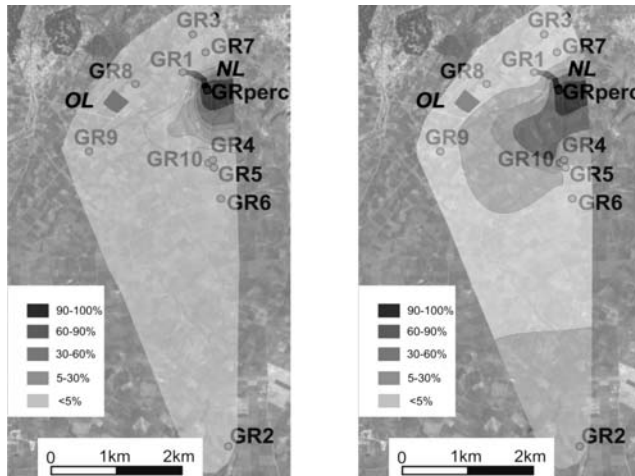 GR3
GR7
GR1
NL
GR8
GRperc
OL
GR9
GR4
GR10
GR5
GR6
90-100%
60-90%
30-60%
5-30%
<5%
GR2
0 1km 2km
GR3
GR7
GR1
NL
GR8
GRperc
OL
GR9
GR4
GR10
GR5
GR6
90-100%
60-90%
30-60%
5-30%
<5%
GR2
0 1km 2km